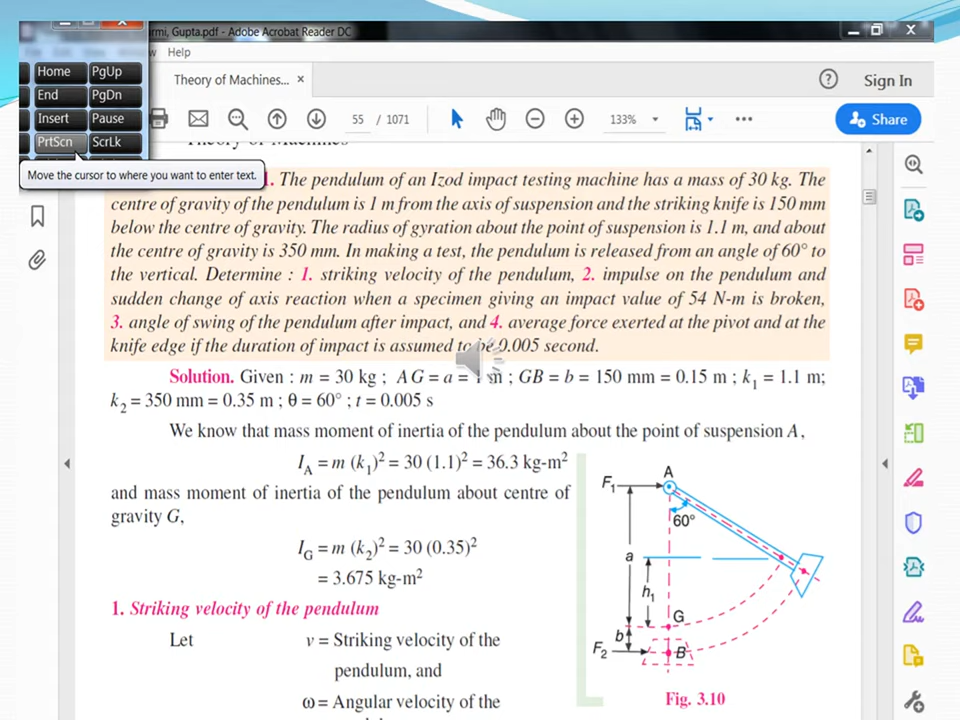 rmi, Gupta.pdf - Adobe Acrobat Reader DC
Help
Home PgUp
End PgDn
Insert Pause
PrtScn ScrLk
Move the cursor to where you want to enter text.
Theory of Machines... ×
Sign In
55 / 1071
133%
Share
1. The pendulum of an Izod impact testing machine has a mass of 30 kg. The
centre of gravity of the pendulum is 1 m from the axis of suspension and the striking knife is 150 mm
below the centre of gravity. The radius of gyration about the point of suspension is 1.1 m, and about
the centre of gravity is 350 mm. In making a test, the pendulum is released from an angle of 60° to
the vertical. Determine : 1. striking velocity of the pendulum, 2. impulse on the pendulum and
sudden change of axis reaction when a specimen giving an impact value of 54 N-m is broken,
3. angle of swing of the pendulum after impact, and 4. average force exerted at the pivot and at the
knife edge if the duration of impact is assumed to be 0.005 second.
Solution. Given : m = 30 kg ; AG = a = 1 m ; GB = b = 150 mm = 0.15 m ; k₁ = 1.1 m;
k₂ = 350 mm = 0.35 m ; θ = 60° ; t = 0.005 s
We know that mass moment of inertia of the pendulum about the point of suspension A,
I_A = m (k₁)² = 30 (1.1)² = 36.3 kg-m²
and mass moment of inertia of the pendulum about centre of
gravity G,
I_G = m (k₂)² = 30 (0.35)²
= 3.675 kg-m²
1. Striking velocity of the pendulum
Let v = Striking velocity of the
pendulum, and
ω = Angular velocity of the
A
F₁
60°
a
h₁
G
b
F₂
B
Fig. 3.10